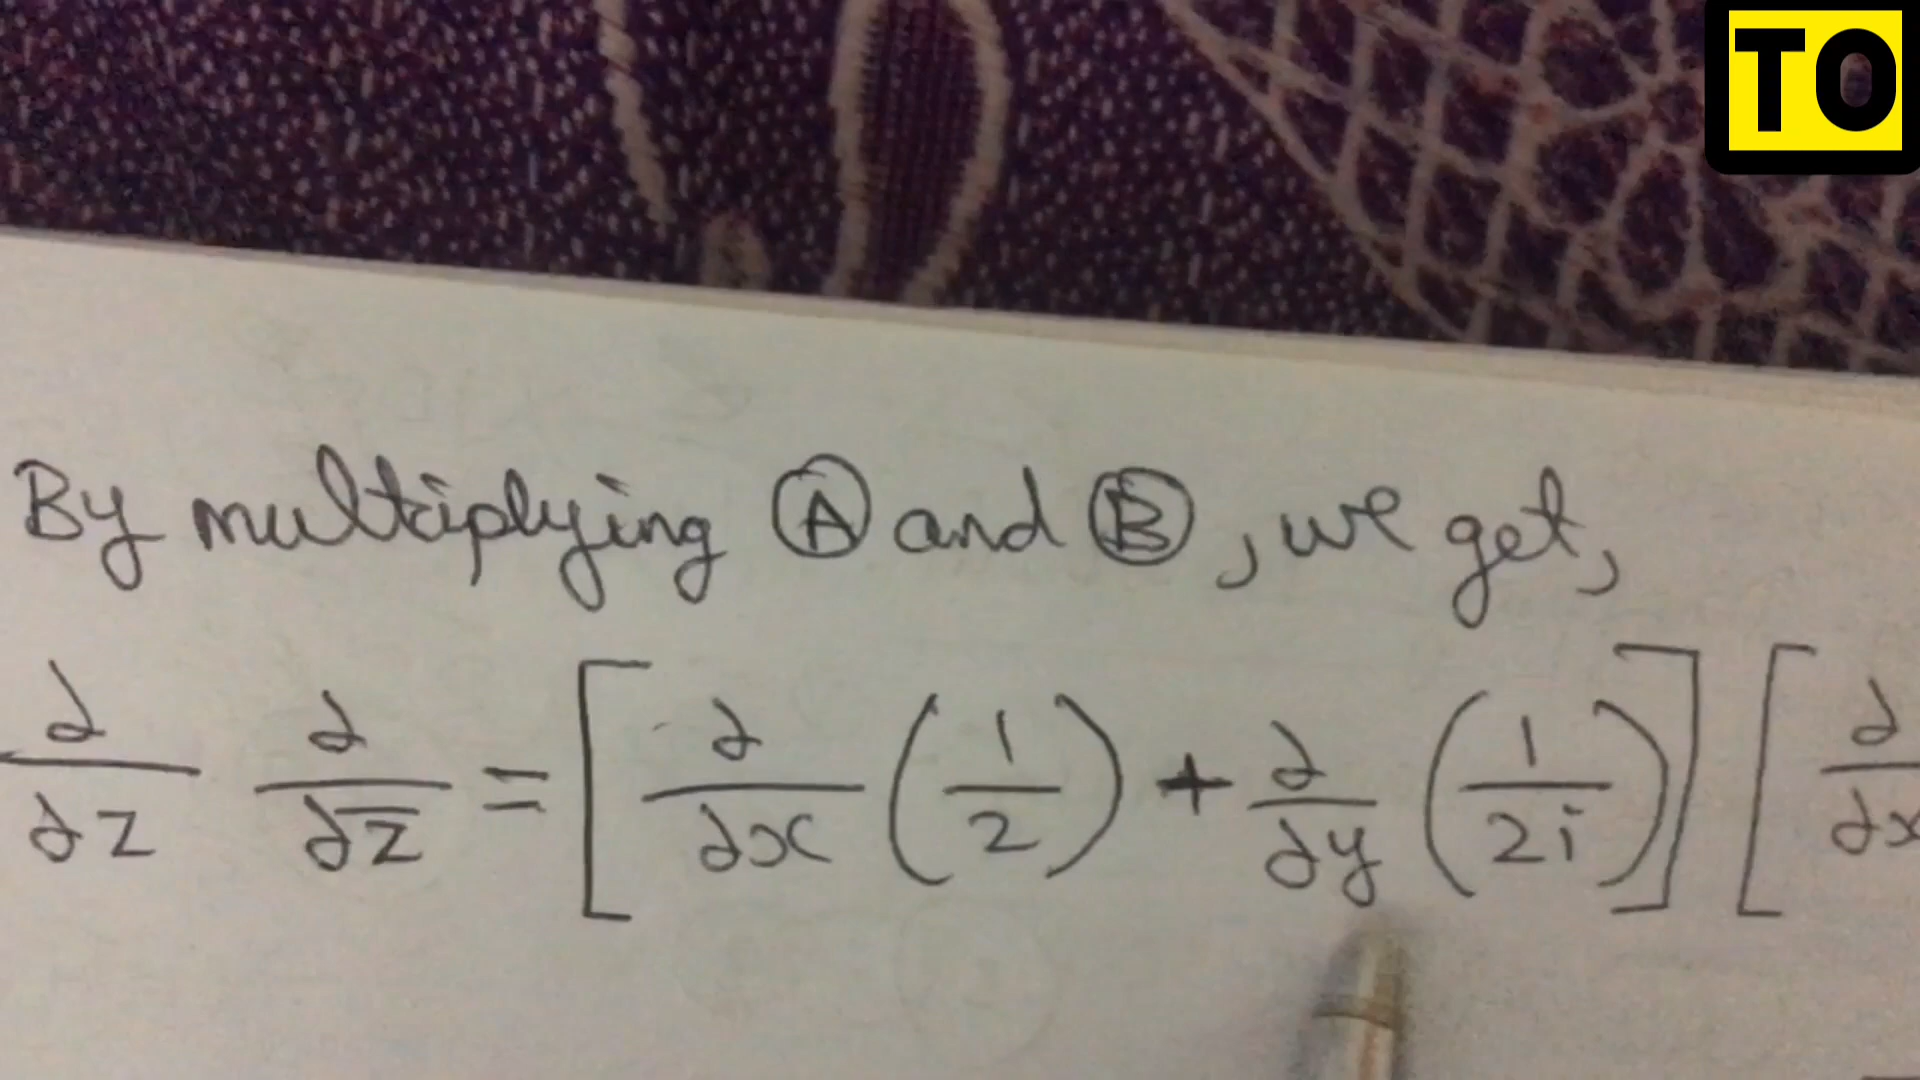 TO
By multiplying Ⓐ and Ⓑ, we get,
∂/∂z ∂/∂z̅ = [∂/∂x (1/2) + ∂/∂y (1/2i)] [∂/∂x